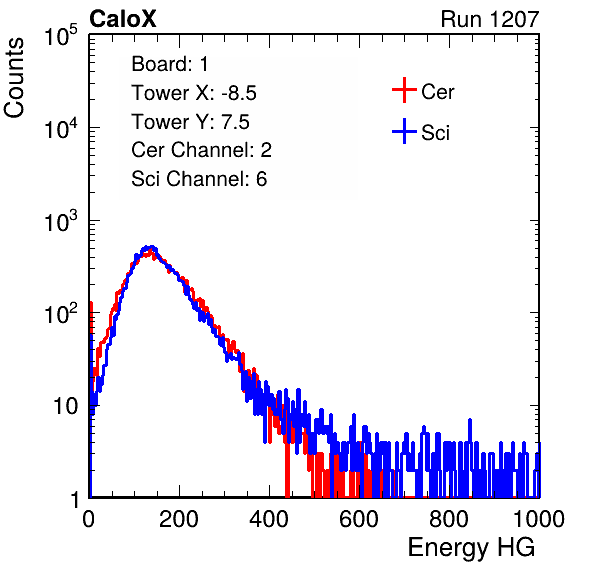 CaloX Run 1207
10^5
Counts
Board: 1
Tower X: -8.5
Tower Y: 7.5
Cer Channel: 2
Sci Channel: 6
Cer
Sci
10^4
10^3
10^2
10
1
0 200 400 600 800 1000
Energy HG